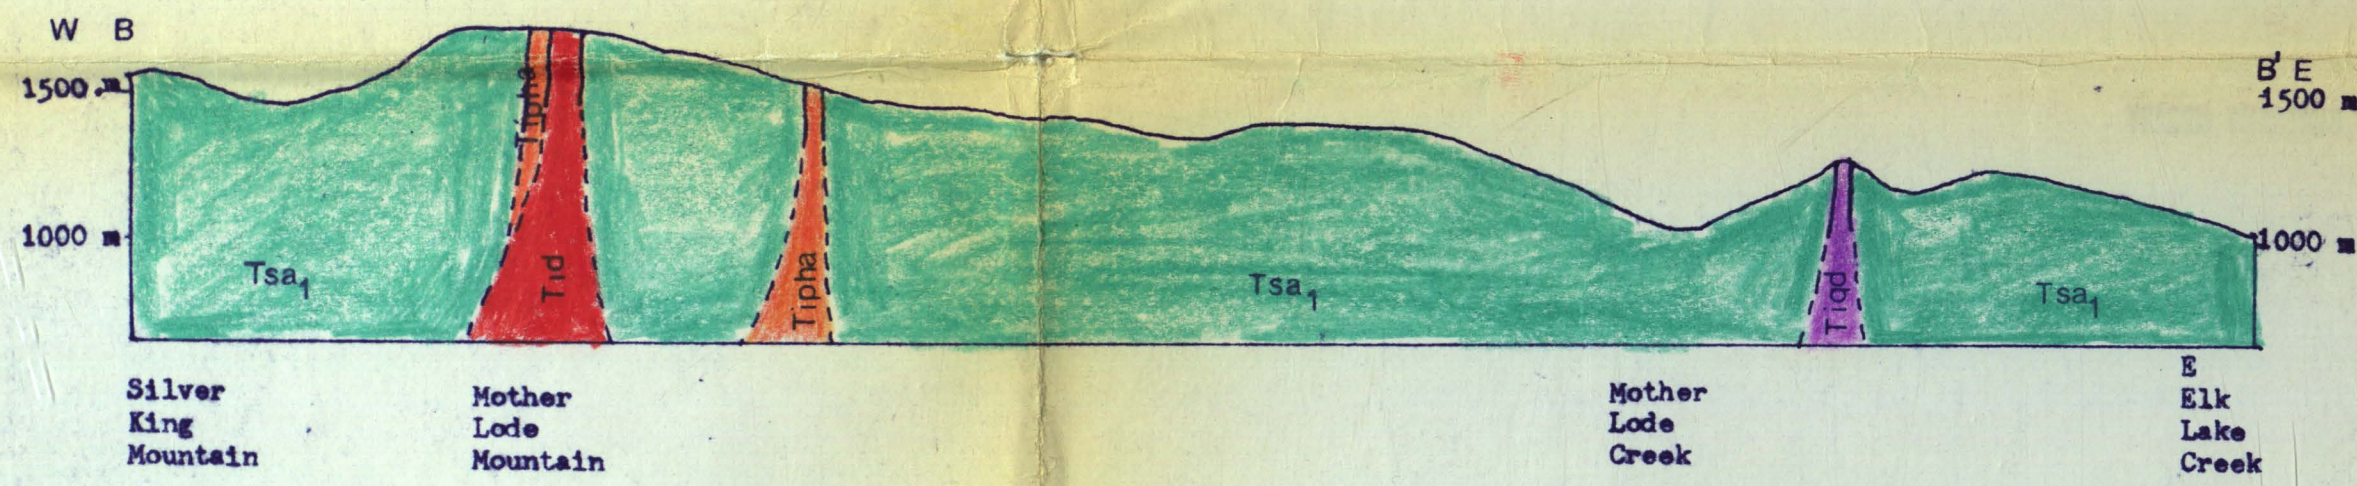 W B
B' E
1500 m
1500 m
1000 m
1000 m
Tipha
Tid
Tipha
Tiqd
Tsa1
Tsa1
Tsa1
Silver
King
Mountain
Mother
Lode
Mountain
Mother
Lode
Creek
E
Elk
Lake
Creek